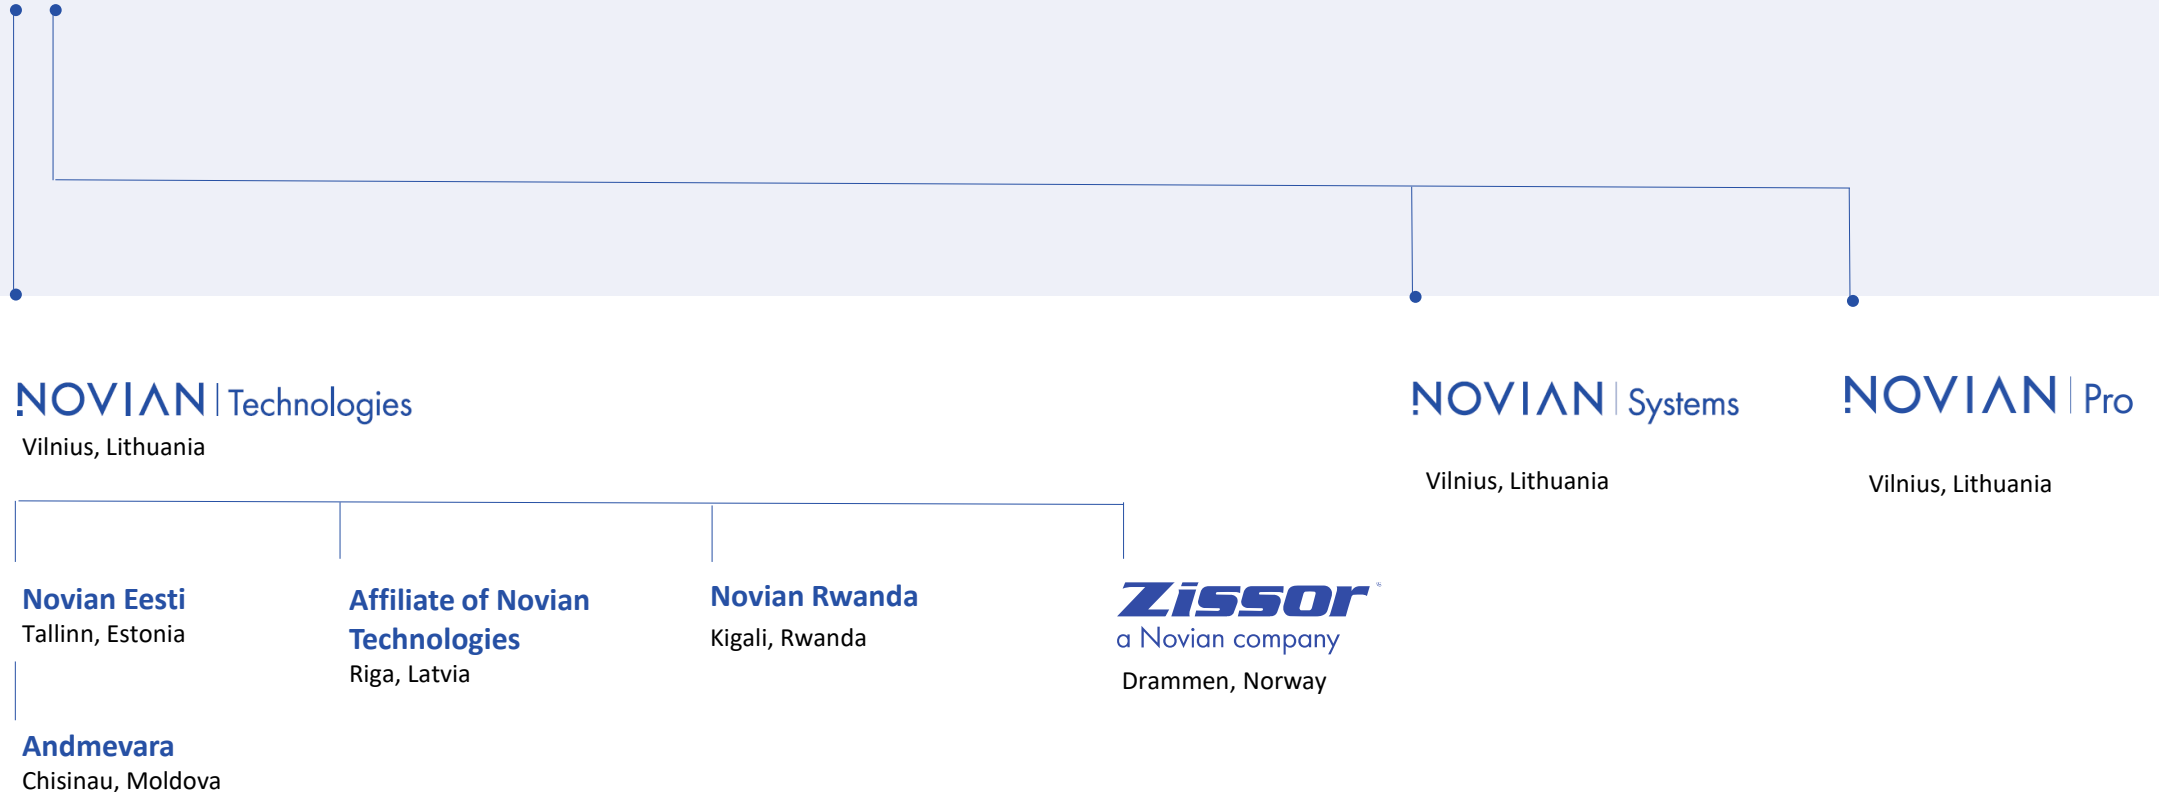 NOVIAN | Technologies
Vilnius, Lithuania
NOVIAN | Systems
Vilnius, Lithuania
NOVIAN | Pro
Vilnius, Lithuania
Novian Eesti
Tallinn, Estonia
Affiliate of Novian
Technologies
Riga, Latvia
Novian Rwanda
Kigali, Rwanda
Zissor
a Novian company
Drammen, Norway
Andmevara
Chisinau, Moldova